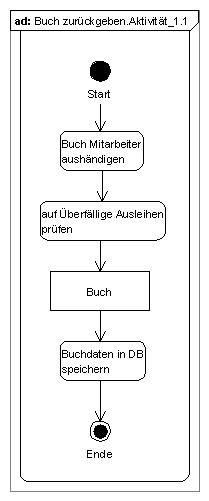 ad: Buch zurückgeben.Aktivität_1.1
Start
Buch Mitarbeiter
aushändigen
auf Überfällige Ausleihen
prüfen
Buch
Buchdaten in DB
speichern
Ende